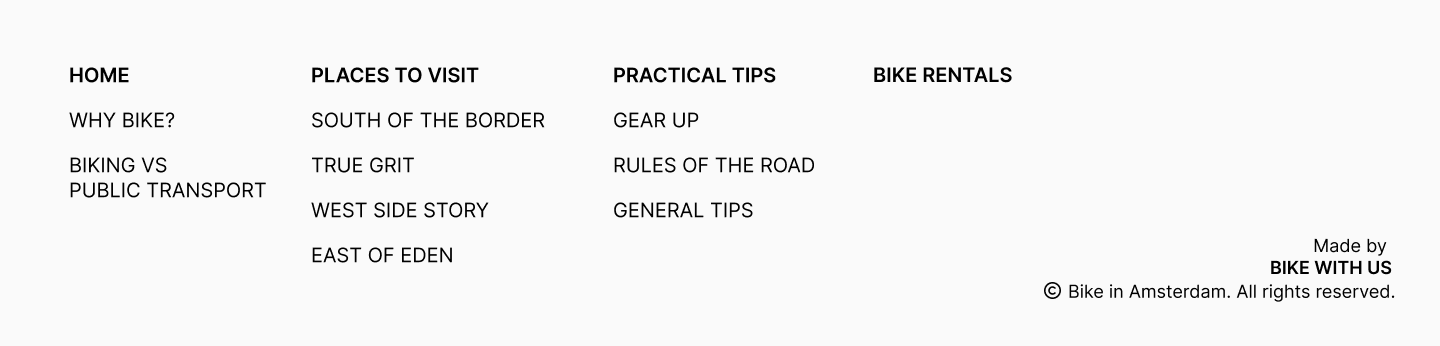 HOME
WHY BIKE?
BIKING VS
PUBLIC TRANSPORT
PLACES TO VISIT
SOUTH OF THE BORDER
TRUE GRIT
WEST SIDE STORY
EAST OF EDEN
PRACTICAL TIPS
GEAR UP
RULES OF THE ROAD
GENERAL TIPS
BIKE RENTALS
Made by
BIKE WITH US
© Bike in Amsterdam. All rights reserved.